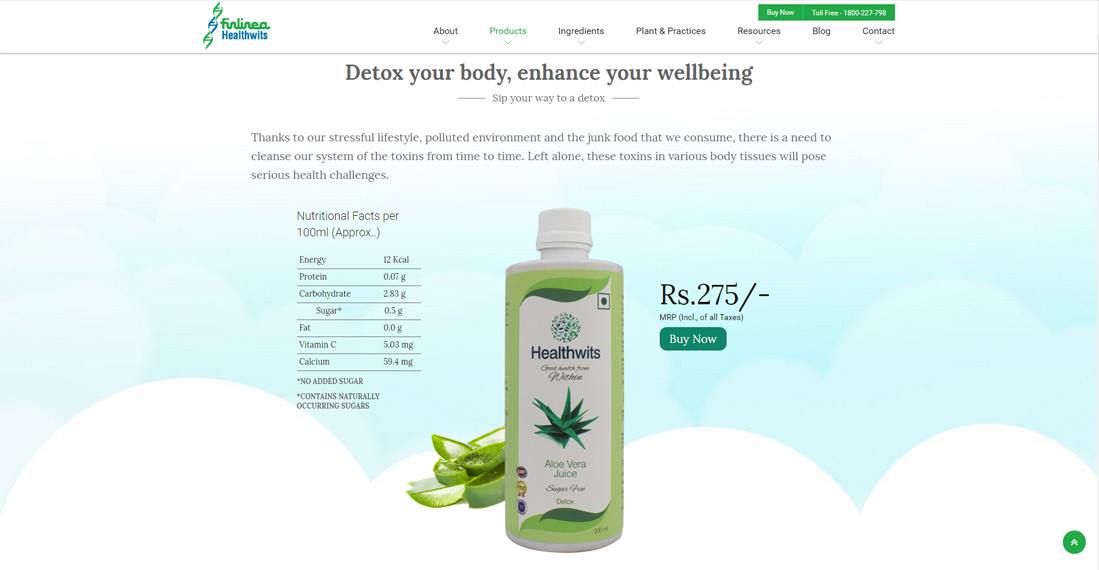 finlinea
Healthwits
Buy Now
Toll Free - 1800-227-798
About
Products
Ingredients
Plant & Practices
Resources
Blog
Contact
Detox your body, enhance your wellbeing
Sip your way to a detox
Thanks to our stressful lifestyle, polluted environment and the junk food that we consume, there is a need to
cleanse our system of the toxins from time to time. Left alone, these toxins in various body tissues will pose
serious health challenges.
Nutritional Facts per
100ml (Approx..)
Energy 12 Kcal
Protein 0.07 g
Carbohydrate 2.83 g
Sugar* 0.5 g
Fat 0.0 g
Vitamin C 5.03 mg
Calcium 59.4 mg
*NO ADDED SUGAR
*CONTAINS NATURALLY
OCCURRING SUGARS
Healthwits
Good health from
Within
Aloe Vera
Juice
Sugar Free
Detox
500 ml
Rs.275/-
MRP (Incl., of all Taxes)
Buy Now